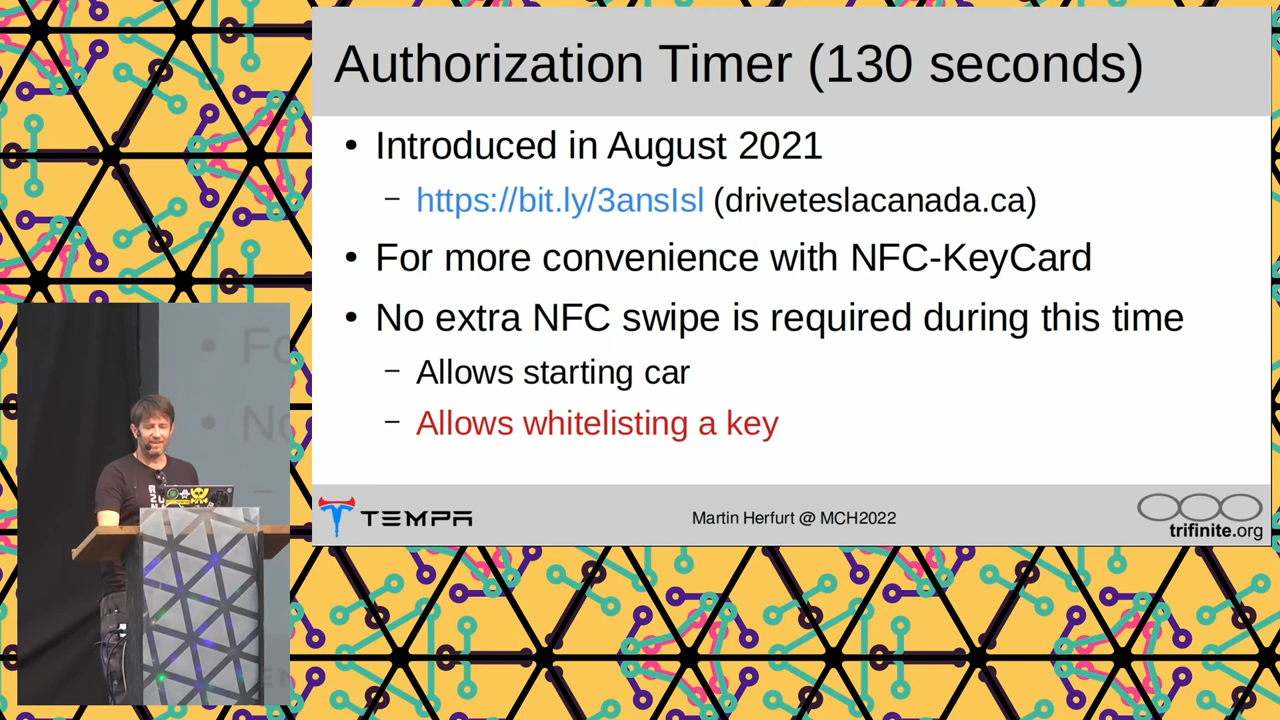 Authorization Timer (130 seconds)
• Introduced in August 2021
– https://bit.ly/3ansIsl (driveteslacanada.ca)
• For more convenience with NFC-KeyCard
• No extra NFC swipe is required during this time
– Allows starting car
– Allows whitelisting a key
TEMPA
Martin Herfurt @ MCH2022
trifinite.org